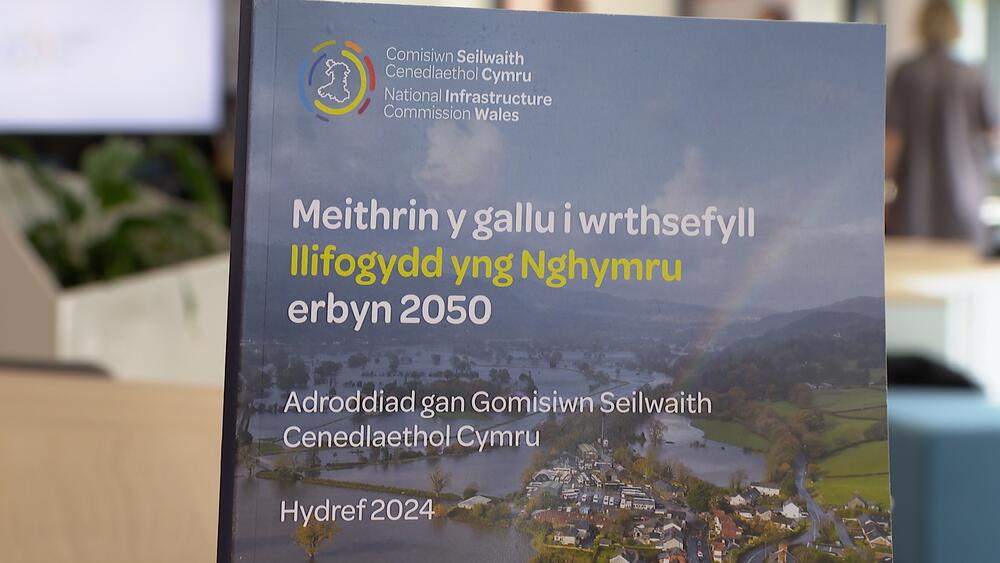 Comisiwn Seilwaith
Cenedlaethol Cymru
National Infrastructure
Commission Wales
Meithrin y gallu i wrthsefyll
llifogydd yng Nghymru
erbyn 2050
Adroddiad gan Gomisiwn Seilwaith
Cenedlaethol Cymru
Hydref 2024